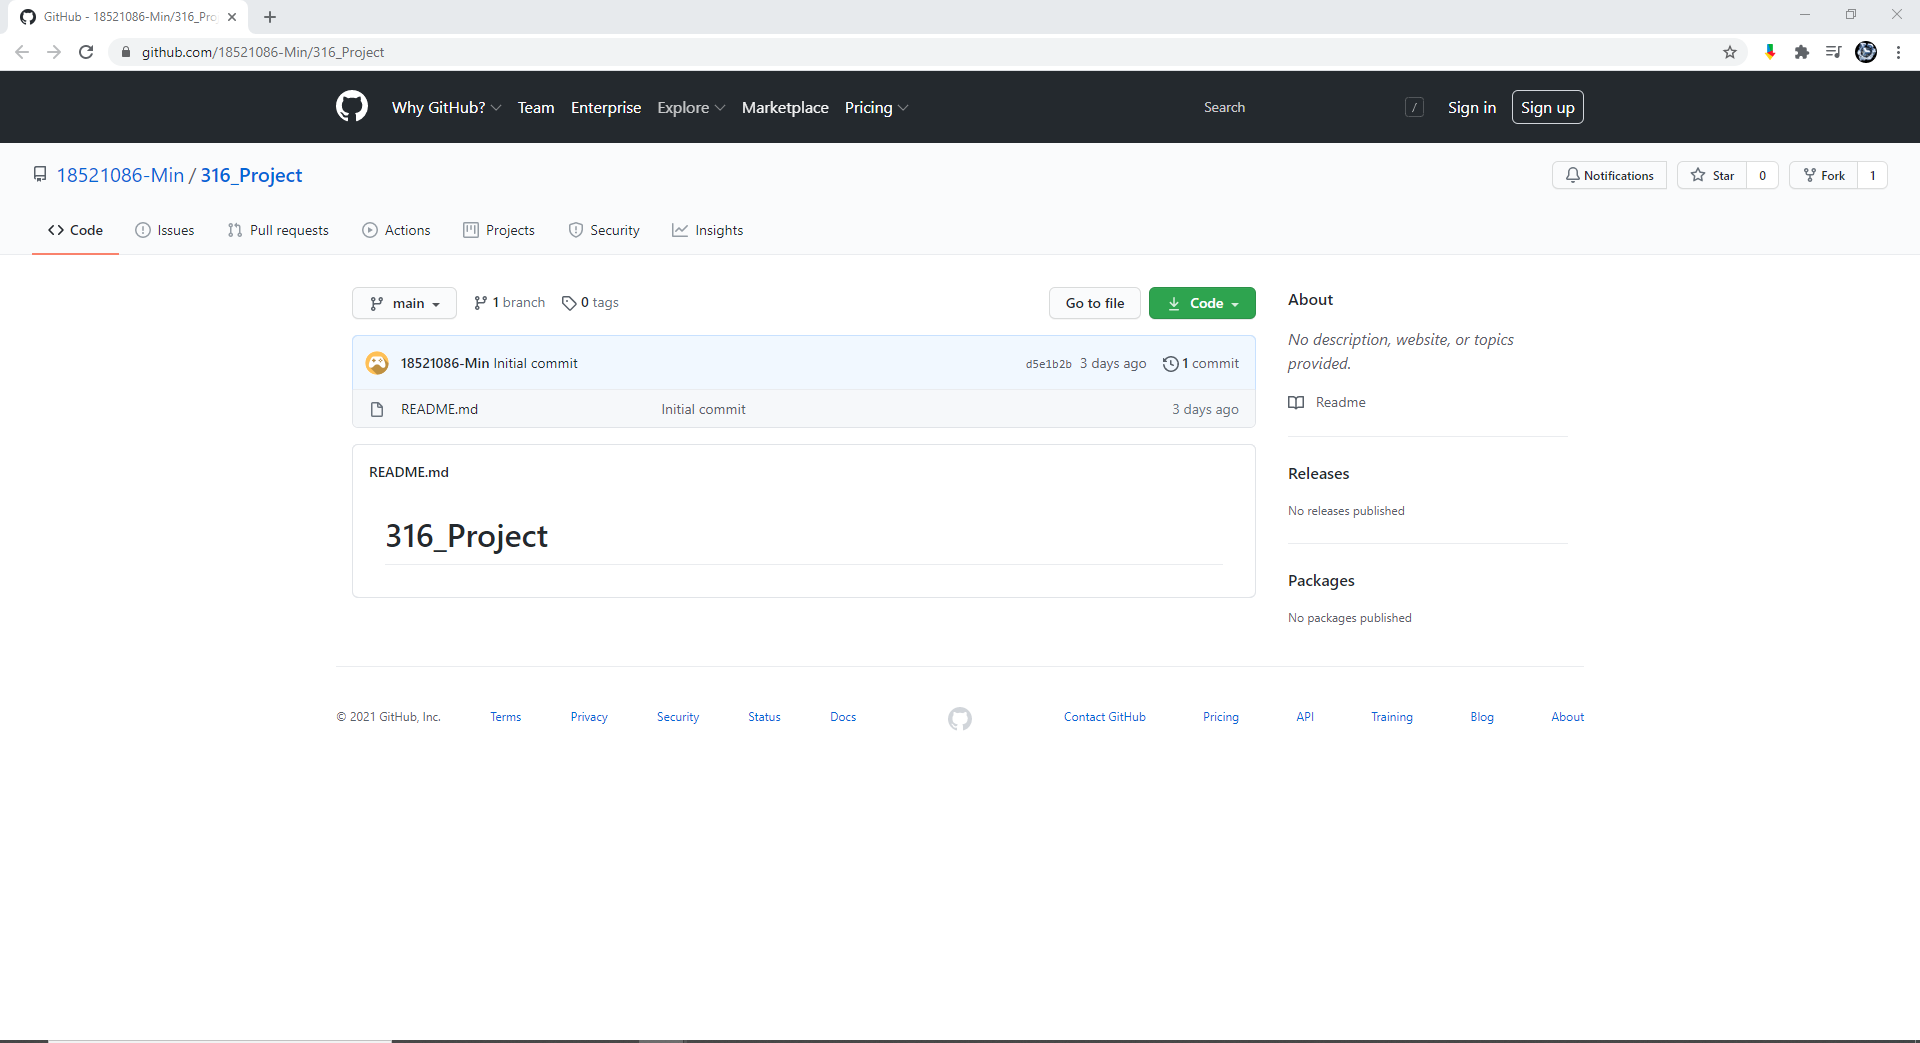 GitHub - 18521086-Min/316_Pro
github.com/18521086-Min/316_Project
Why GitHub? Team Enterprise Explore Marketplace Pricing Search / Sign in Sign up
18521086-Min / 316_Project Notifications Star 0 Fork 1
Code Issues Pull requests Actions Projects Security Insights
main 1 branch 0 tags Go to file Code
18521086-Min Initial commit d5e1b2b 3 days ago 1 commit
README.md Initial commit 3 days ago
README.md
316_Project
About
No description, website, or topics
provided.
Readme
Releases
No releases published
Packages
No packages published
© 2021 GitHub, Inc. Terms Privacy Security Status Docs Contact GitHub Pricing API Training Blog About